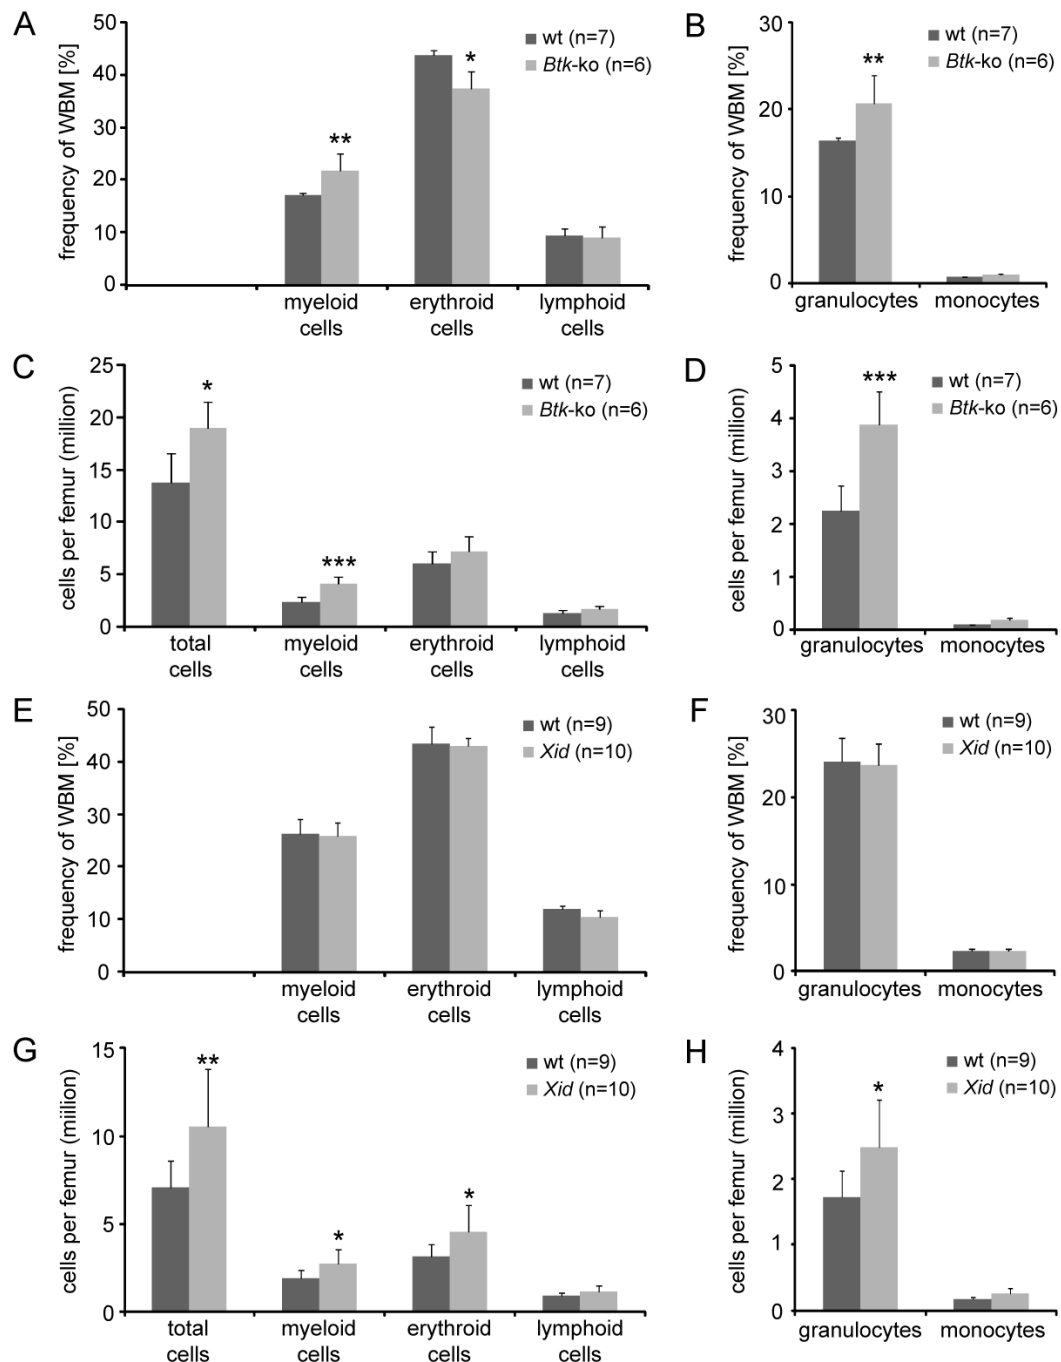 A
frequency of WBM [%]
50
40
30
20
10
0
wt (n=7)
Btk-ko (n=6)
**
*
myeloid cells
erythroid cells
lymphoid cells
B
frequency of WBM [%]
30
20
10
0
wt (n=7)
Btk-ko (n=6)
**
granulocytes
monocytes
C
cells per femur (million)
25
20
15
10
5
0
wt (n=7)
Btk-ko (n=6)
*
***
total cells
myeloid cells
erythroid cells
lymphoid cells
D
cells per femur (million)
5
4
3
2
1
0
wt (n=7)
Btk-ko (n=6)
***
granulocytes
monocytes
E
frequency of WBM [%]
50
40
30
20
10
0
wt (n=9)
Xid (n=10)
myeloid cells
erythroid cells
lymphoid cells
F
frequency of WBM [%]
30
20
10
0
wt (n=9)
Xid (n=10)
granulocytes
monocytes
G
cells per femur (miilion)
15
10
5
0
wt (n=9)
Xid (n=10)
**
*
*
total cells
myeloid cells
erythroid cells
lymphoid cells
H
cells per femur (million)
4
3
2
1
0
wt (n=9)
Xid (n=10)
*
granulocytes
monocytes